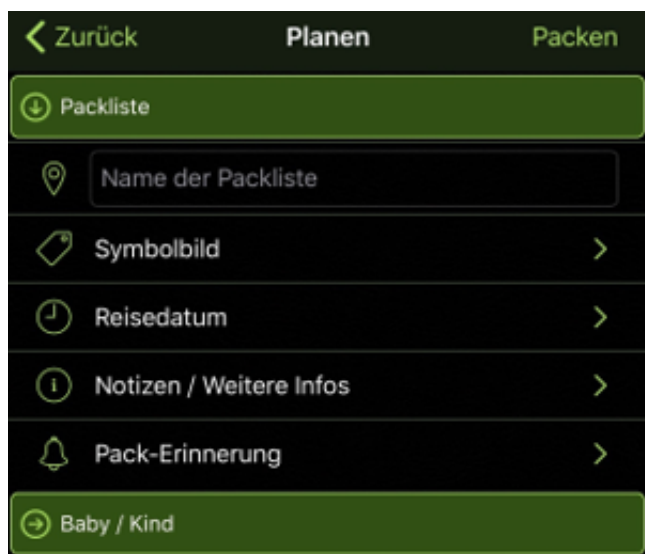 Zurück Planen Packen
Packliste
Name der Packliste
Symbolbild
Reisedatum
Notizen / Weitere Infos
Pack-Erinnerung
Baby / Kind